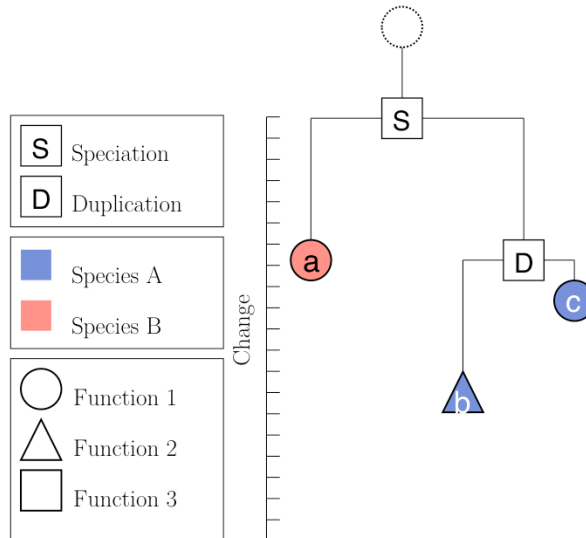 S
S Speciation
D Duplication
a
D
Species A
c
Species B
Change
Function 1
b
Function 2
Function 3